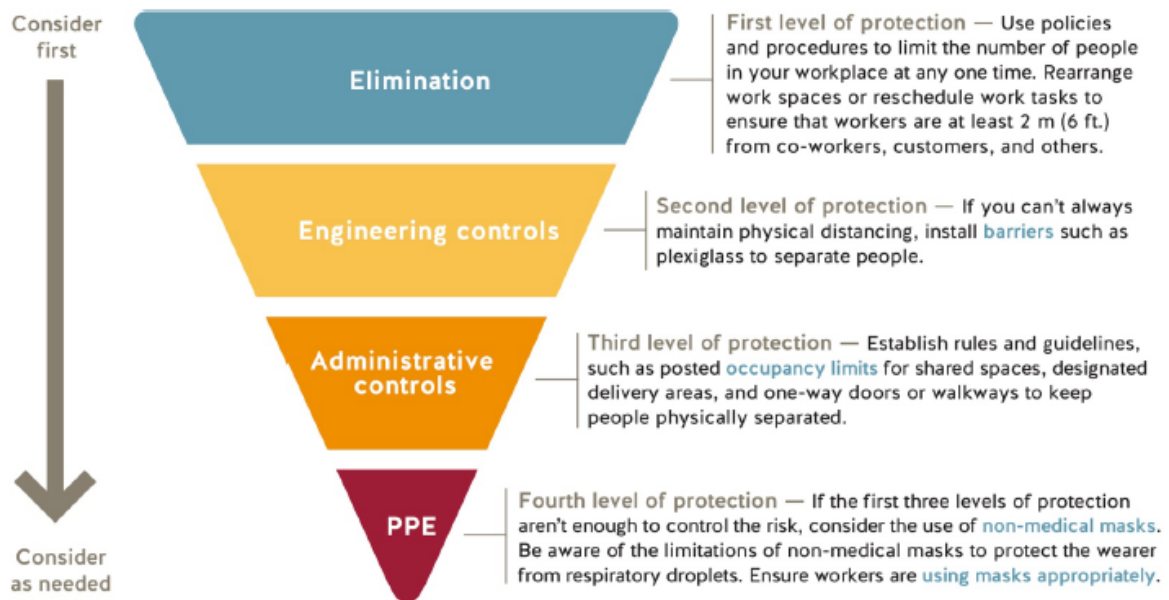 Consider
first
Elimination
First level of protection — Use policies
and procedures to limit the number of people
in your workplace at any one time. Rearrange
work spaces or reschedule work tasks to
ensure that workers are at least 2 m (6 ft.)
from co-workers, customers, and others.
Engineering controls
Second level of protection — If you can't always
maintain physical distancing, install barriers such as
plexiglass to separate people.
Administrative
controls
Third level of protection — Establish rules and guidelines,
such as posted occupancy limits for shared spaces, designated
delivery areas, and one-way doors or walkways to keep
people physically separated.
PPE
Fourth level of protection — If the first three levels of protection
aren't enough to control the risk, consider the use of non-medical masks.
Be aware of the limitations of non-medical masks to protect the wearer
from respiratory droplets. Ensure workers are using masks appropriately.
Consider
as needed